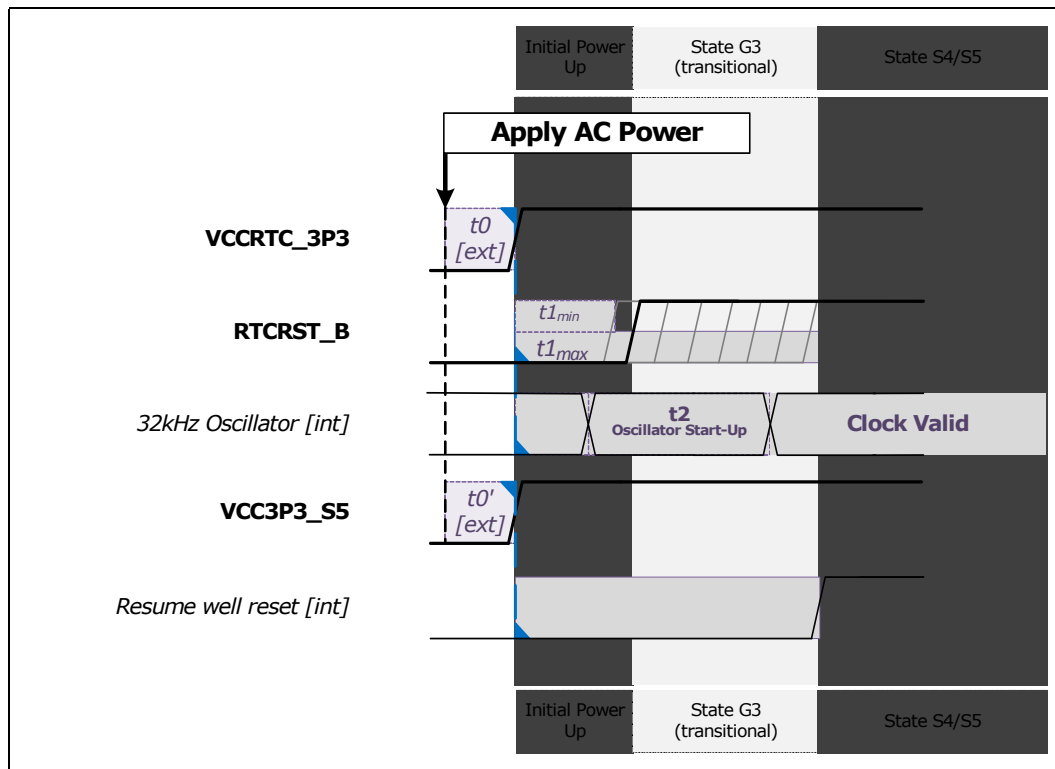 Initial Power
Up
State G3
(transitional)
State S4/S5
Apply AC Power
VCCRTC_3P3
t0
[ext]
RTCRST_B
t1min
t1max
32kHz Oscillator [int]
t2
Oscillator Start-Up
Clock Valid
VCC3P3_S5
t0'
[ext]
Resume well reset [int]
Initial Power
Up
State G3
(transitional)
State S4/S5